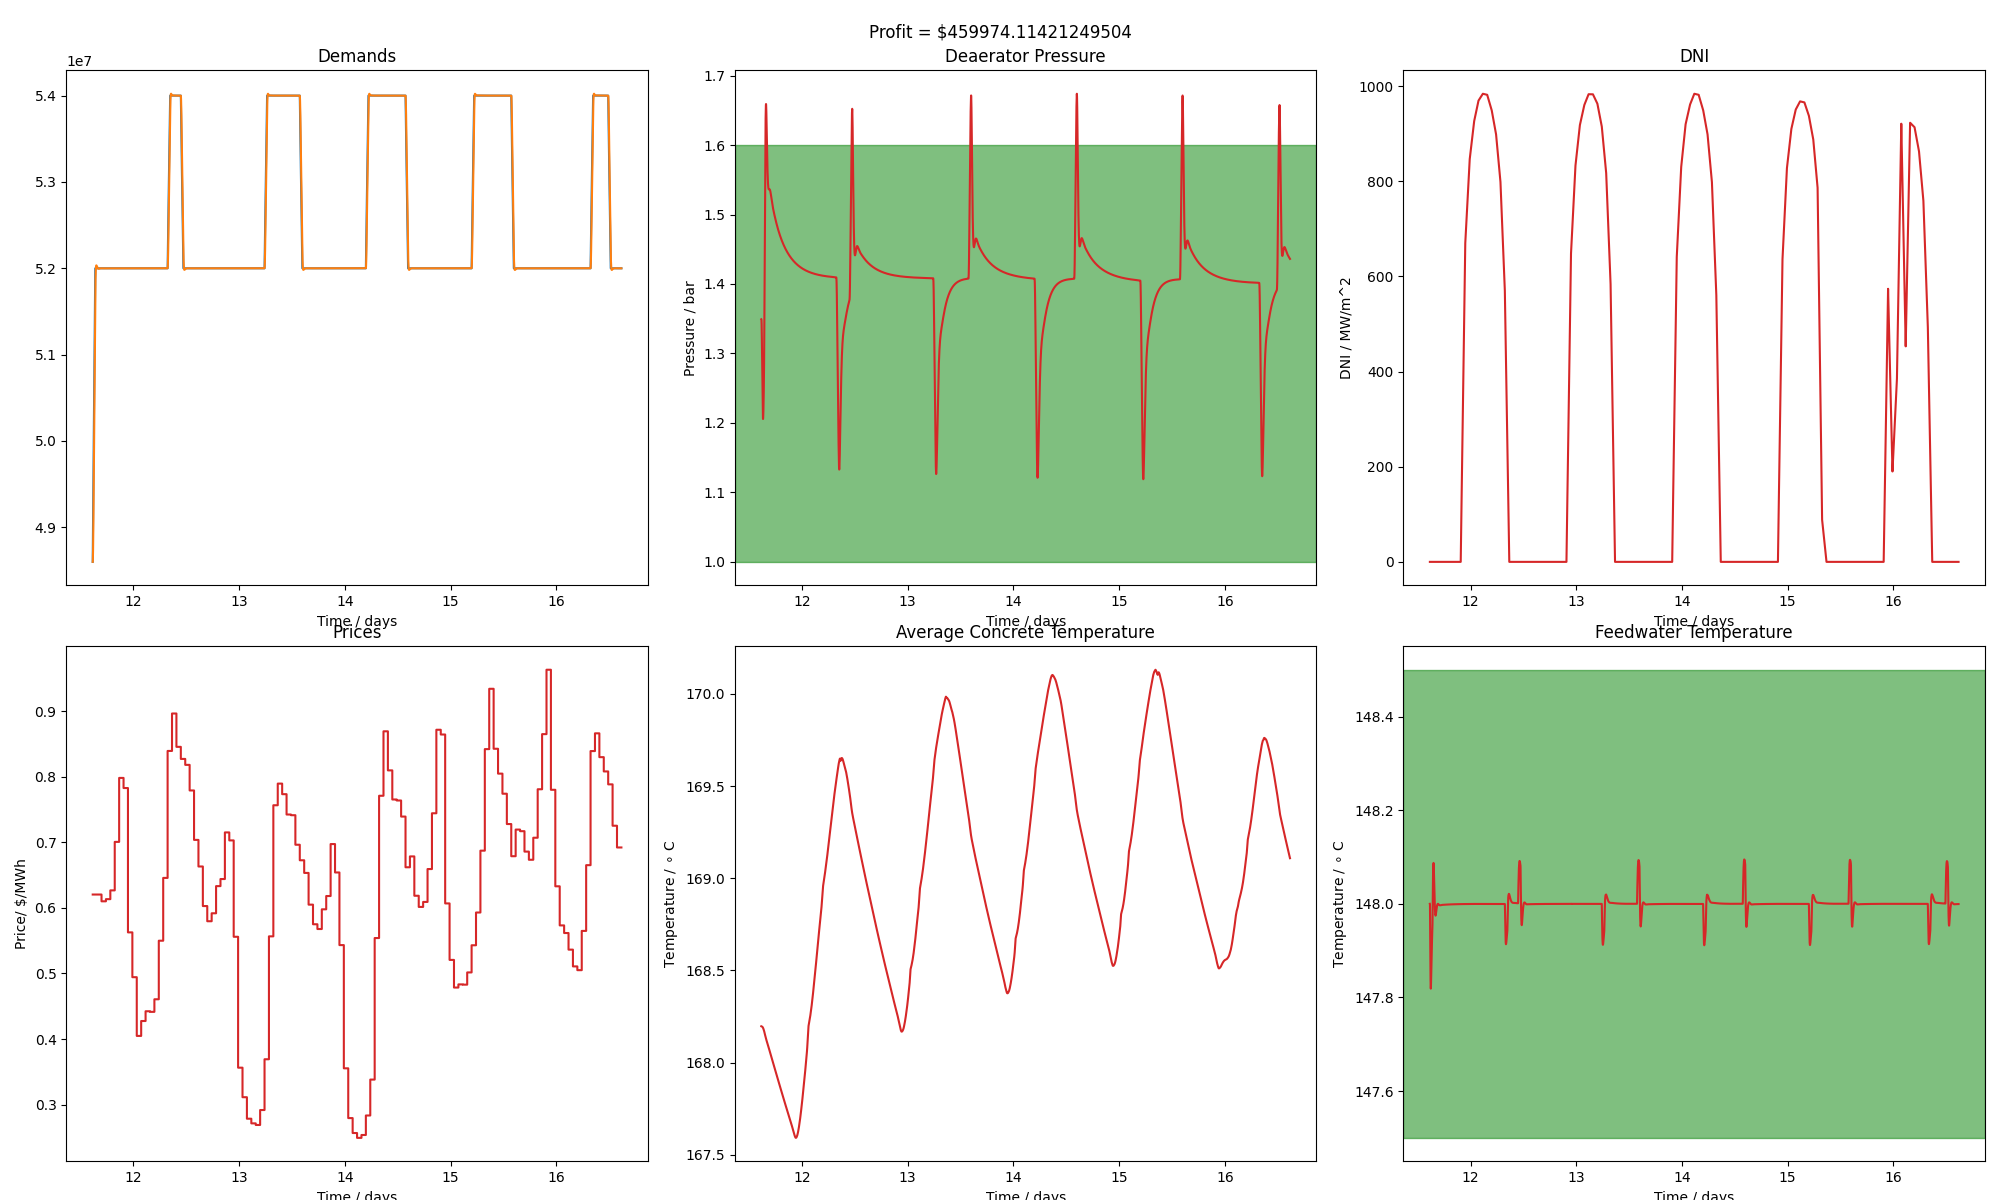 Profit = $459974.11421249504
Demands
1e7
5.4
5.3
5.2
5.1
5.0
4.9
12 13 14 15 16
Time / days
Deaerator Pressure
Pressure / bar
1.7
1.6
1.5
1.4
1.3
1.2
1.1
1.0
12 13 14 15 16
Time / days
DNI
DNI / MW/m^2
1000
800
600
400
200
0
12 13 14 15 16
Time / days
Prices
Price/ $/MWh
0.9
0.8
0.7
0.6
0.5
0.4
0.3
12 13 14 15 16
Time / days
Average Concrete Temperature
Temperature / ∘ C
170.0
169.5
169.0
168.5
168.0
167.5
12 13 14 15 16
Time / days
Feedwater Temperature
Temperature / ∘ C
148.4
148.2
148.0
147.8
147.6
12 13 14 15 16
Time / days